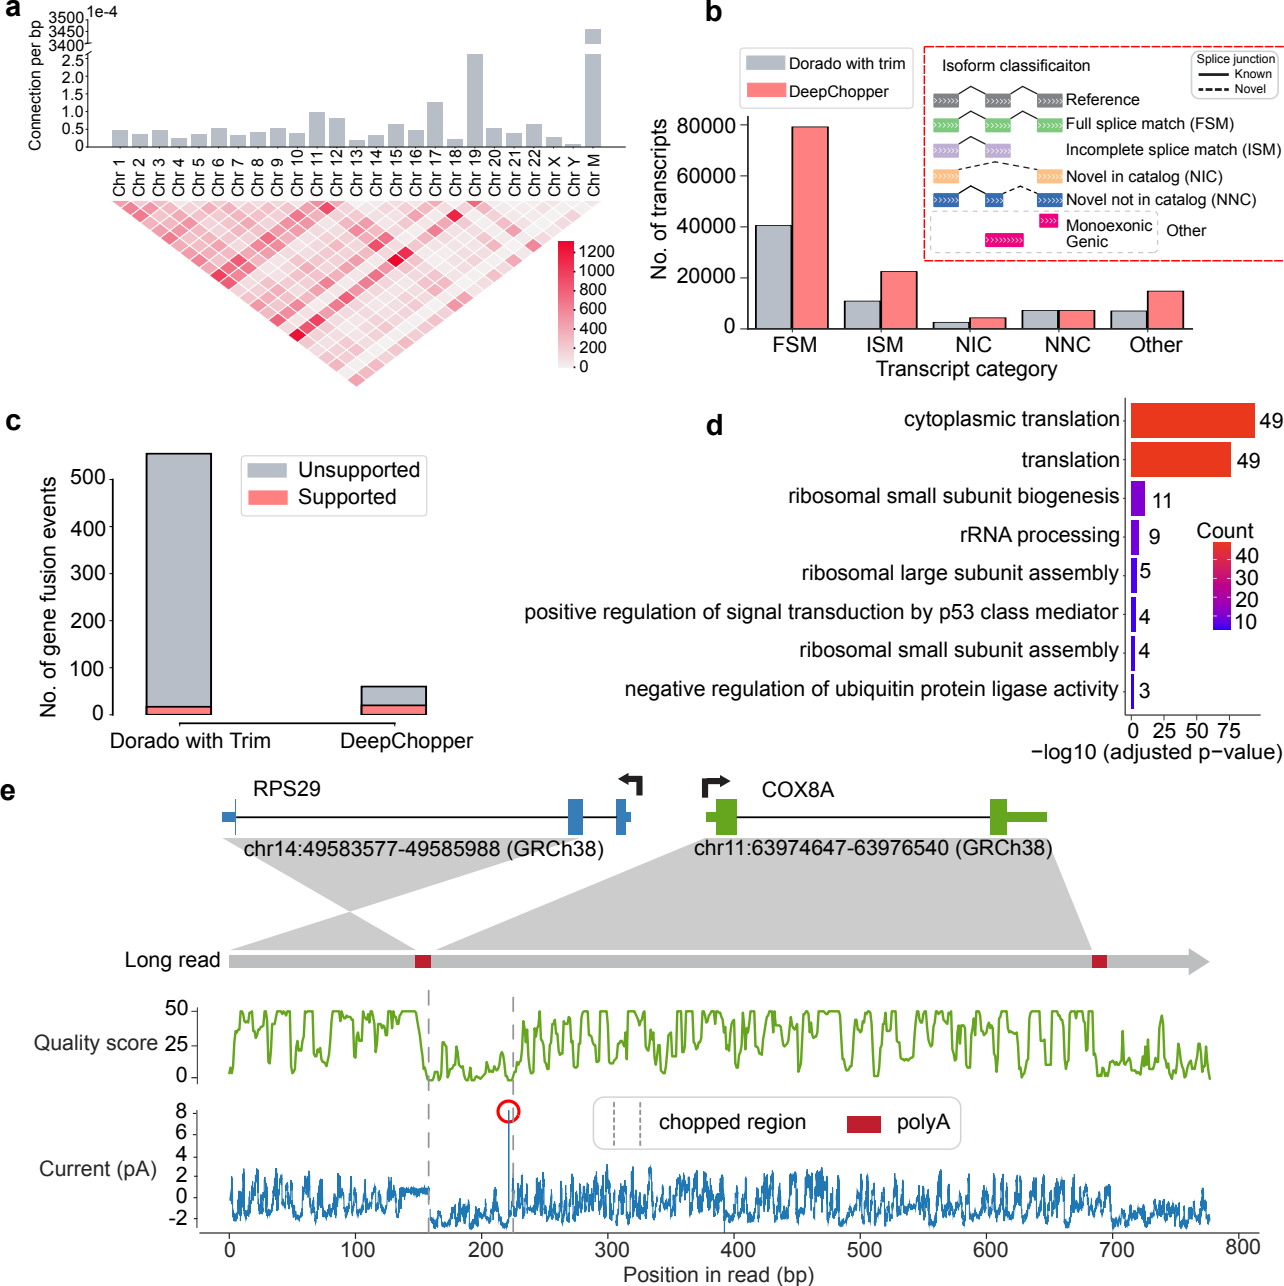 a
1e-4
3500
3450
3400
2.5
2.0
1.5
1.0
0.5
0
Connection per bp
Chr 1
Chr 2
Chr 3
Chr 4
Chr 5
Chr 6
Chr 7
Chr 8
Chr 9
Chr 10
Chr 11
Chr 12
Chr 13
Chr 14
Chr 15
Chr 16
Chr 17
Chr 18
Chr 19
Chr 20
Chr 21
Chr 22
Chr X
Chr Y
Chr M
1200
1000
800
600
400
200
0
b
Dorado with trim
DeepChopper
Isoform classificaiton
Splice junction
Known
Novel
Reference
Full splice match (FSM)
Incomplete splice match (ISM)
Novel in catalog (NIC)
Novel not in catalog (NNC)
Monoexonic
Genic
Other
No. of transcripts
80000
60000
40000
20000
0
FSM
ISM
NIC
NNC
Other
Transcript category
c
No. of gene fusion events
500
400
300
200
100
0
Unsupported
Supported
Dorado with Trim
DeepChopper
d
cytoplasmic translation
49
translation
49
ribosomal small subunit biogenesis
11
rRNA processing
9
ribosomal large subunit assembly
5
positive regulation of signal transduction by p53 class mediator
4
ribosomal small subunit assembly
4
negative regulation of ubiquitin protein ligase activity
3
Count
40
30
20
10
0 25 50 75
−log10 (adjusted p−value)
e
RPS29
COX8A
chr14:49583577-49585988 (GRCh38)
chr11:63974647-63976540 (GRCh38)
Long read
Quality score
50
25
0
chopped region
polyA
Current (pA)
8
6
4
2
0
-2
0 100 200 300 400 500 600 700 800
Position in read (bp)